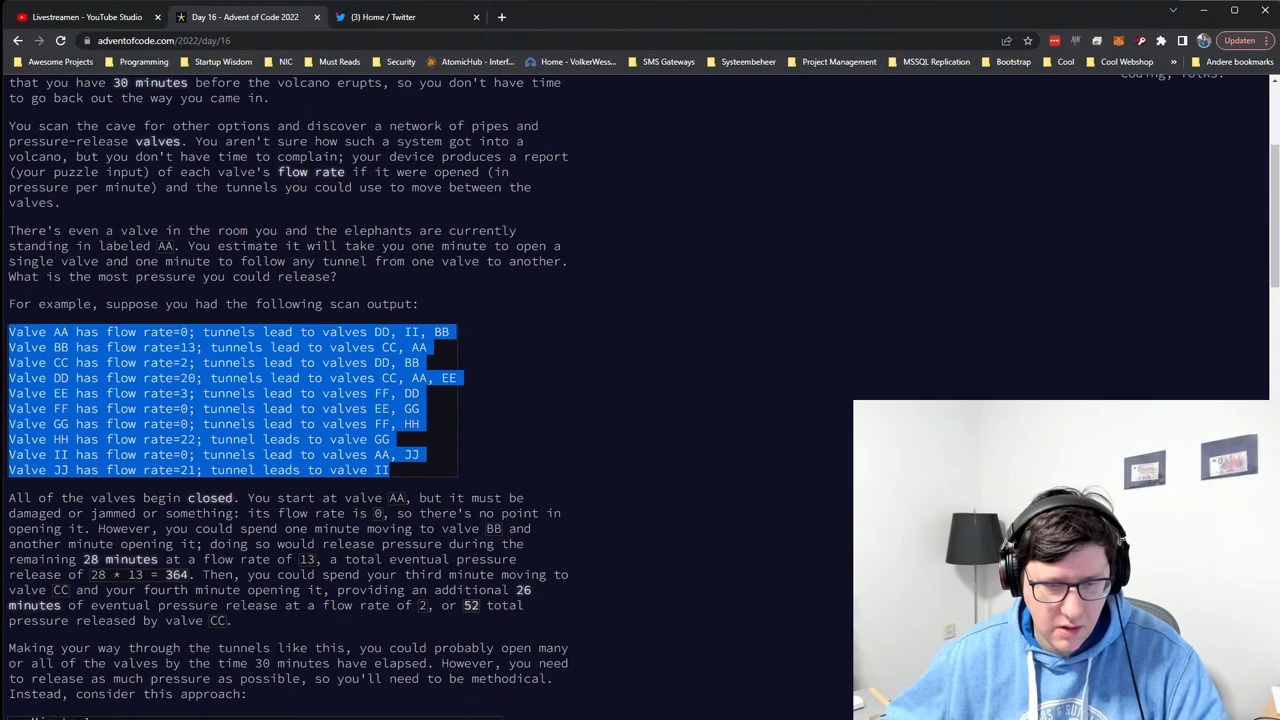 Livestreamen - YouTube Studio
Day 16 - Advent of Code 2022
(3) Home / Twitter
adventofcode.com/2022/day/16
Updaten
Awesome Projects
Programming
Startup Wisdom
NIC
Must Reads
Security
AtomicHub - Interf...
Home - VolkerWess...
SMS Gateways
Systeembeheer
Project Management
MSSQL Replication
Bootstrap
Cool
Cool Webshop
»
Andere bookmarks
that you have 30 minutes before the volcano erupts, so you don't have time
to go back out the way you came in.
You scan the cave for other options and discover a network of pipes and
pressure-release valves. You aren't sure how such a system got into a
volcano, but you don't have time to complain; your device produces a report
(your puzzle input) of each valve's flow rate if it were opened (in
pressure per minute) and the tunnels you could use to move between the
valves.
There's even a valve in the room you and the elephants are currently
standing in labeled AA. You estimate it will take you one minute to open a
single valve and one minute to follow any tunnel from one valve to another.
What is the most pressure you could release?
For example, suppose you had the following scan output:
Valve AA has flow rate=0; tunnels lead to valves DD, II, BB
Valve BB has flow rate=13; tunnels lead to valves CC, AA
Valve CC has flow rate=2; tunnels lead to valves DD, BB
Valve DD has flow rate=20; tunnels lead to valves CC, AA, EE
Valve EE has flow rate=3; tunnels lead to valves FF, DD
Valve FF has flow rate=0; tunnels lead to valves EE, GG
Valve GG has flow rate=0; tunnels lead to valves FF, HH
Valve HH has flow rate=22; tunnel leads to valve GG
Valve II has flow rate=0; tunnels lead to valves AA, JJ
Valve JJ has flow rate=21; tunnel leads to valve II
All of the valves begin closed. You start at valve AA, but it must be
damaged or jammed or something: its flow rate is 0, so there's no point in
opening it. However, you could spend one minute moving to valve BB and
another minute opening it; doing so would release pressure during the
remaining 28 minutes at a flow rate of 13, a total eventual pressure
release of 28 * 13 = 364. Then, you could spend your third minute moving to
valve CC and your fourth minute opening it, providing an additional 26
minutes of eventual pressure release at a flow rate of 2, or 52 total
pressure released by valve CC.
Making your way through the tunnels like this, you could probably open many
or all of the valves by the time 30 minutes have elapsed. However, you need
to release as much pressure as possible, so you'll need to be methodical.
Instead, consider this approach: